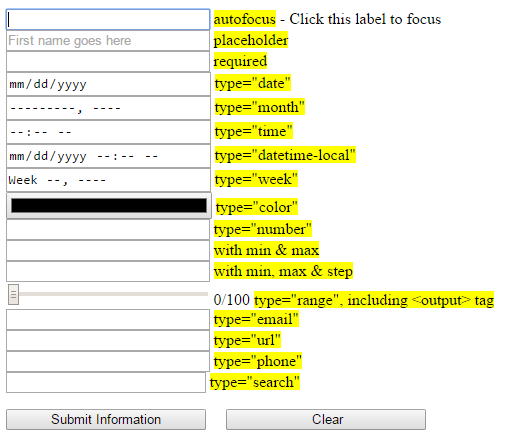 autofocus - Click this label to focus
First name goes here placeholder
required
mm/dd/yyyy type="date"
---------, ---- type="month"
--:-- -- type="time"
mm/dd/yyyy --:-- -- type="datetime-local"
Week --, ---- type="week"
type="color"
type="number"
with min & max
with min, max & step
0/100 type="range", including <output> tag
type="email"
type="url"
type="phone"
type="search"
Submit Information Clear